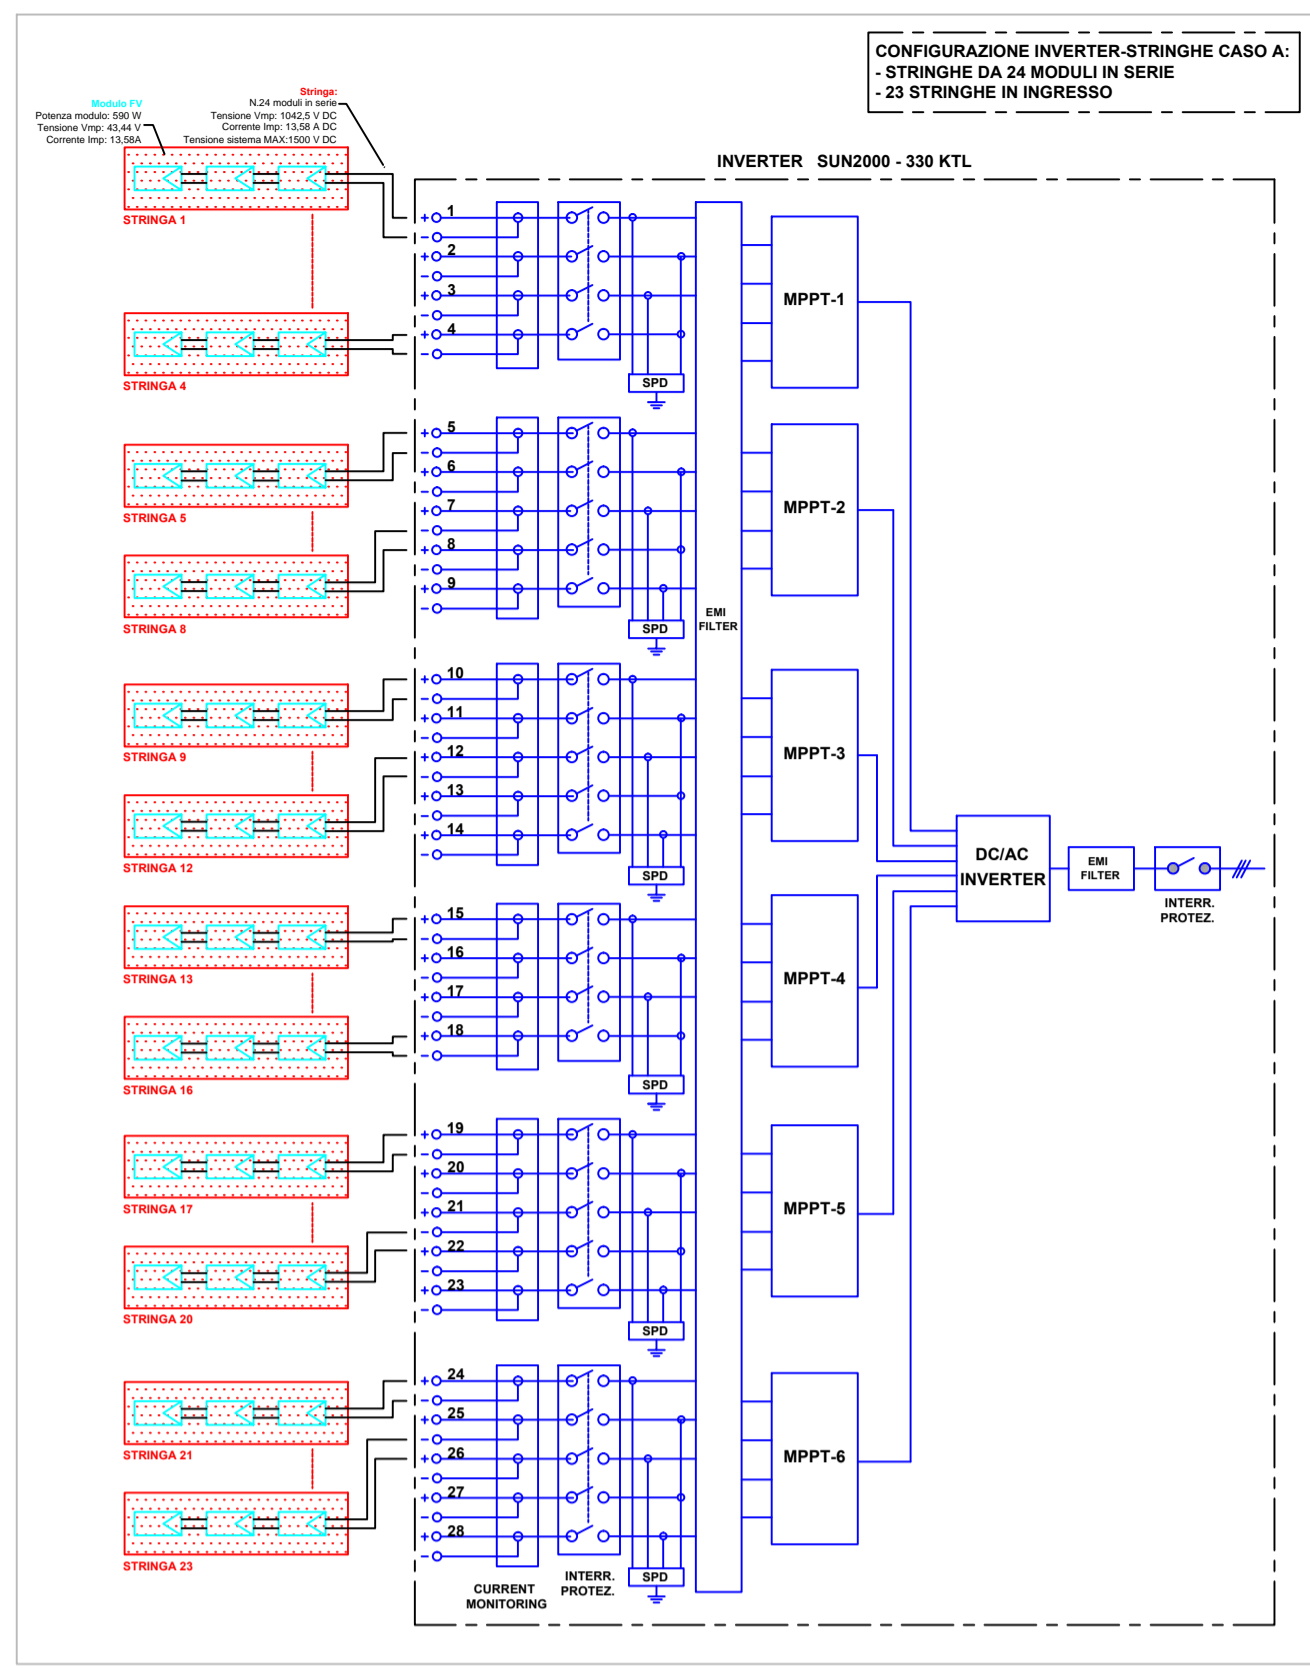 CONFIGURAZIONE INVERTER-STRINGHE CASO A:
- STRINGHE DA 24 MODULI IN SERIE
- 23 STRINGHE IN INGRESSO
Modulo FV
Potenza modulo: 590 W
Tensione Vmp: 43,44 V
Corrente Imp: 13,58A
Stringa:
N.24 moduli in serie
Tensione Vmp: 1042,5 V DC
Corrente Imp: 13,58 A DC
Tensione sistema MAX:1500 V DC
INVERTER SUN2000 - 330 KTL
STRINGA 1
STRINGA 4
STRINGA 5
STRINGA 8
STRINGA 9
STRINGA 12
STRINGA 13
STRINGA 16
STRINGA 17
STRINGA 20
STRINGA 21
STRINGA 23
+ 1
-
+ 2
-
+ 3
-
+ 4
-
SPD
MPPT-1
+ 5
-
+ 6
-
+ 7
-
+ 8
-
+ 9
-
SPD
MPPT-2
EMI
FILTER
+ 10
-
+ 11
-
+ 12
-
+ 13
-
+ 14
-
SPD
MPPT-3
+ 15
-
+ 16
-
+ 17
-
+ 18
-
SPD
MPPT-4
+ 19
-
+ 20
-
+ 21
-
+ 22
-
+ 23
-
SPD
MPPT-5
+ 24
-
+ 25
-
+ 26
-
+ 27
-
+ 28
-
SPD
MPPT-6
DC/AC
INVERTER
EMI
FILTER
INTERR.
PROTEZ.
CURRENT
MONITORING
INTERR.
PROTEZ.